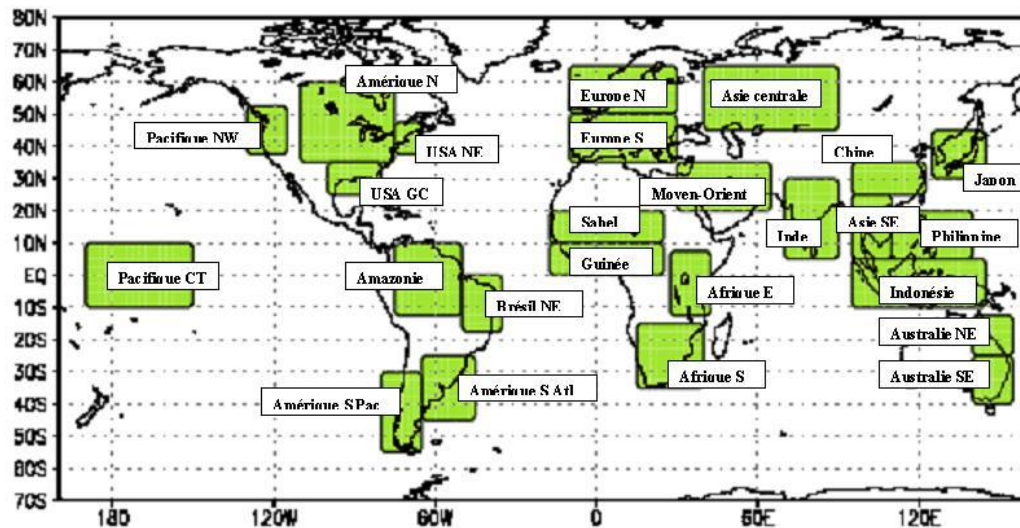 80N
70N
60N
50N
40N
30N
20N
10N
EQ
10S
20S
30S
40S
50S
60S
70S
Amérique N
Europe N
Asie centrale
Pacifique NW
USA NE
Europe S
Chine
USA GC
Moyen-Orient
Japon
Sahel
Inde
Asie SE
Philippine
Pacifique CT
Amazonie
Guinée
Afrique E
Indonésie
Brésil NE
Australie NE
Amérique S Pac
Amérique S Atl
Afrique S
Australie SE
180
120W
60W
0
60E
120E